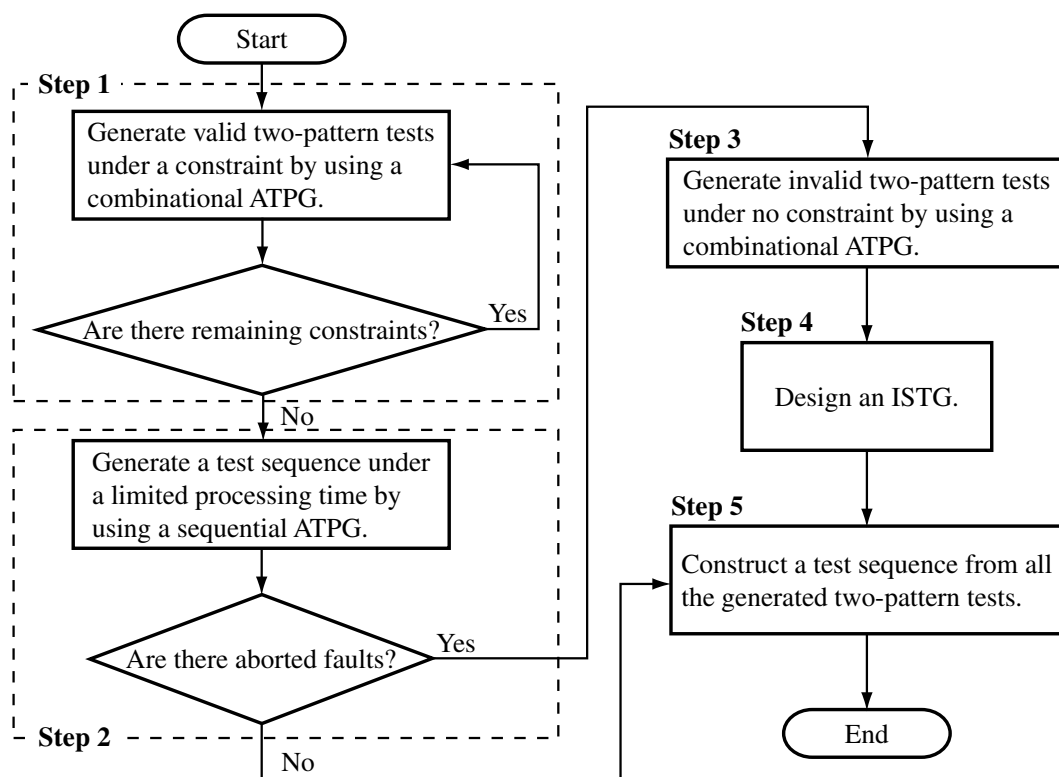 Start
Step 1
Generate valid two-pattern tests
under a constraint by using a
combinational ATPG.
Are there remaining constraints?
Yes
No
Generate a test sequence under
a limited processing time by
using a sequential ATPG.
Are there aborted faults?
Yes
Step 2
No
Step 3
Generate invalid two-pattern tests
under no constraint by using a
combinational ATPG.
Step 4
Design an ISTG.
Step 5
Construct a test sequence from all
the generated two-pattern tests.
End